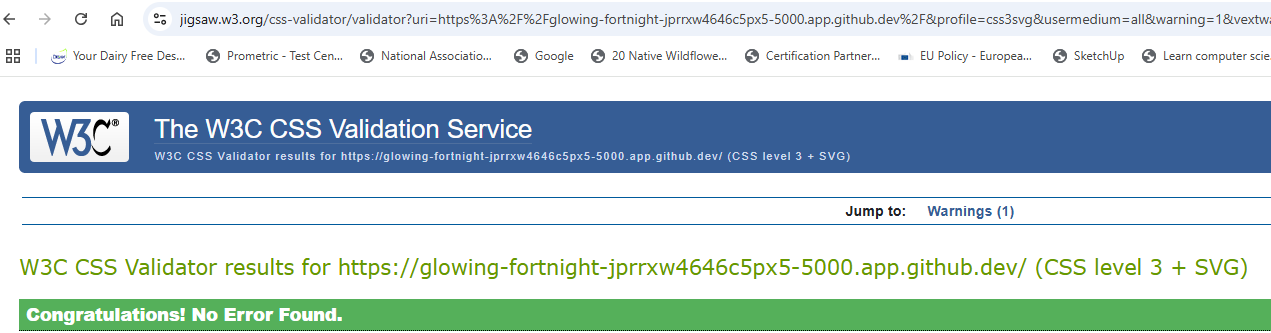 jigsaw.w3.org/css-validator/validator?uri=https%3A%2F%2Fglowing-fortnight-jprrxw4646c5px5-5000.app.github.dev%2F&profile=css3svg&usermedium=all&warning=1&vextwa
Your Dairy Free Des... Prometric - Test Cen... National Associatio... Google 20 Native Wildflowe... Certification Partner... EU Policy - Europea... SketchUp Learn computer scie
W3C®
The W3C CSS Validation Service
W3C CSS Validator results for https://glowing-fortnight-jprrxw4646c5px5-5000.app.github.dev/ (CSS level 3 + SVG)
Jump to: Warnings (1)
W3C CSS Validator results for https://glowing-fortnight-jprrxw4646c5px5-5000.app.github.dev/ (CSS level 3 + SVG)
Congratulations! No Error Found.